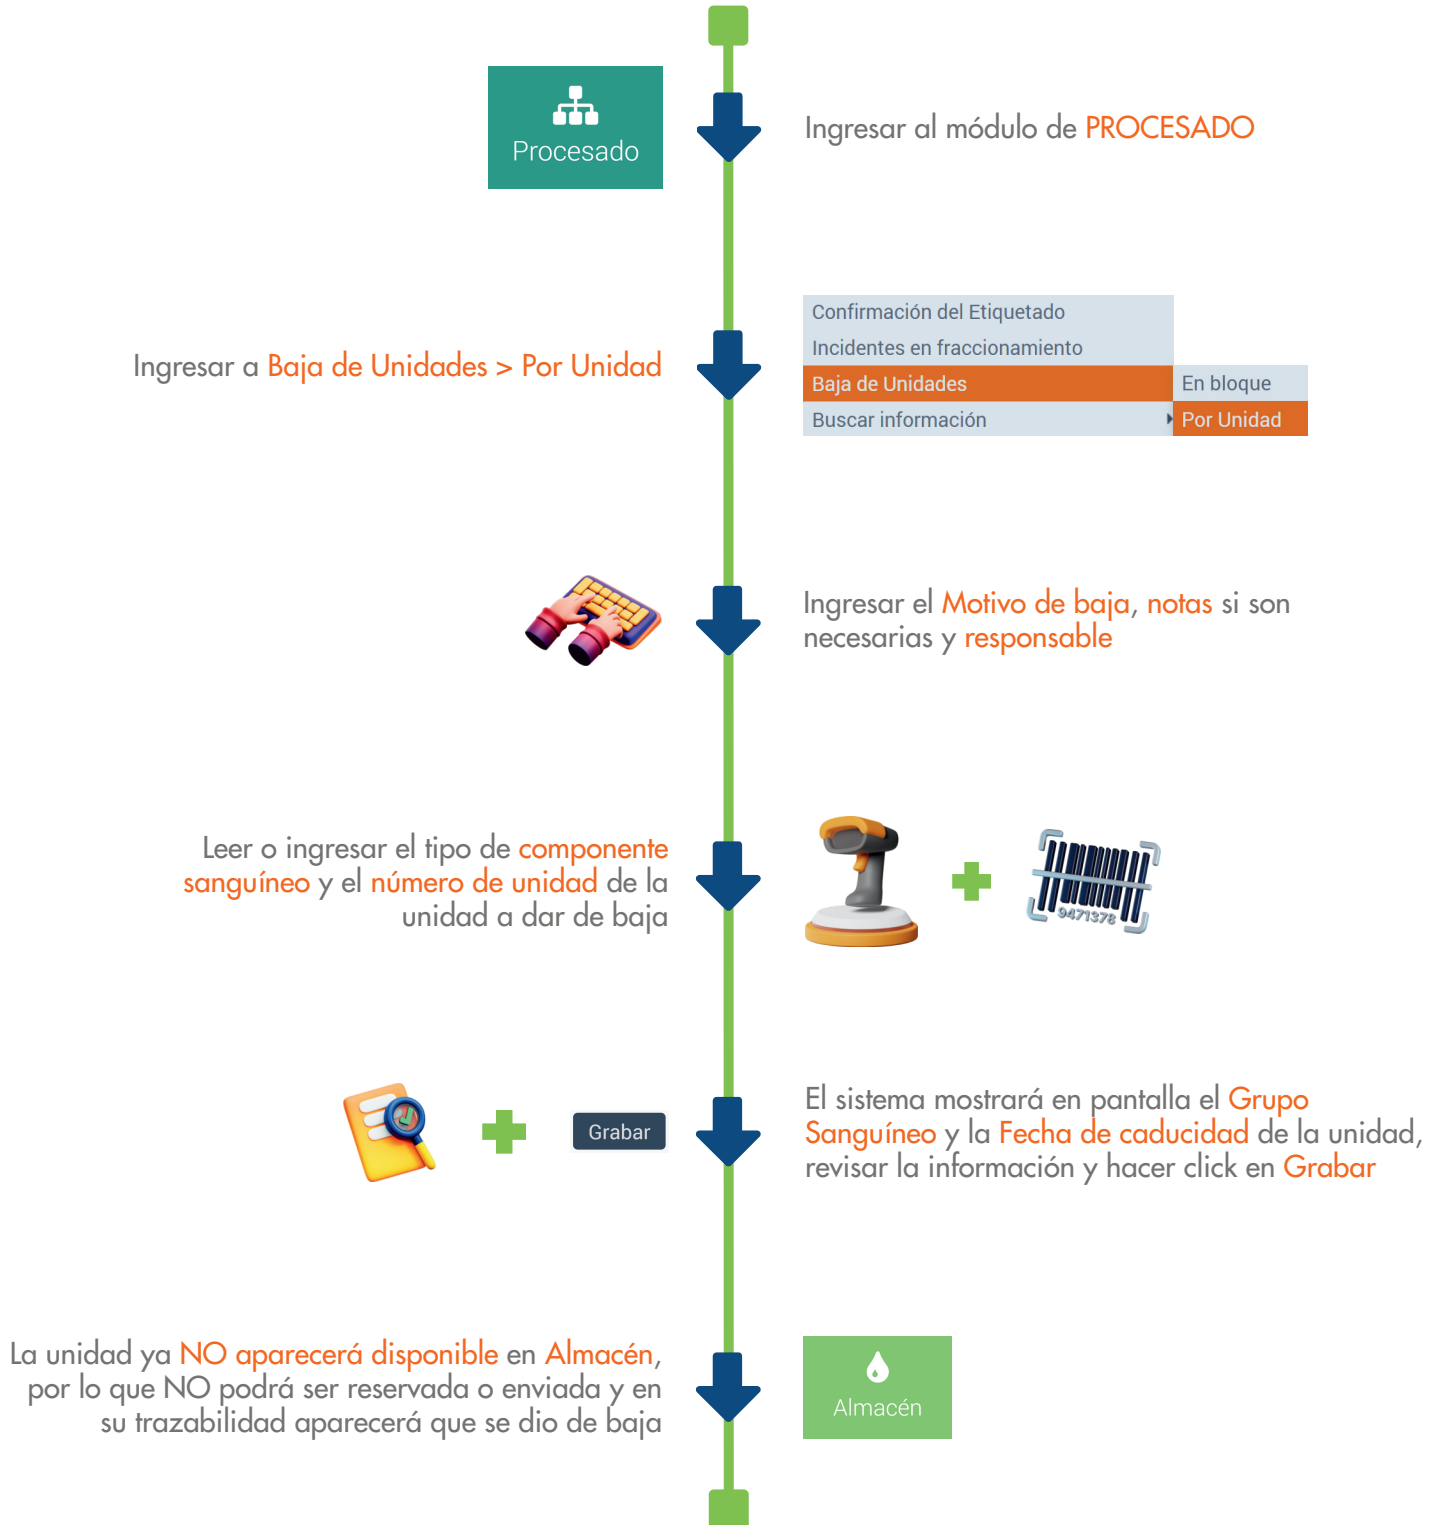 Procesado
Ingresar al módulo de PROCESADO
Ingresar a Baja de Unidades > Por Unidad
Confirmación del Etiquetado
Incidentes en fraccionamiento
Baja de Unidades
En bloque
Buscar información
Por Unidad
Ingresar el Motivo de baja, notas si son
necesarias y responsable
Leer o ingresar el tipo de componente
sanguíneo y el número de unidad de la
unidad a dar de baja
9471378
Grabar
El sistema mostrará en pantalla el Grupo
Sanguíneo y la Fecha de caducidad de la unidad,
revisar la información y hacer click en Grabar
La unidad ya NO aparecerá disponible en Almacén,
por lo que NO podrá ser reservada o enviada y en
su trazabilidad aparecerá que se dio de baja
Almacén